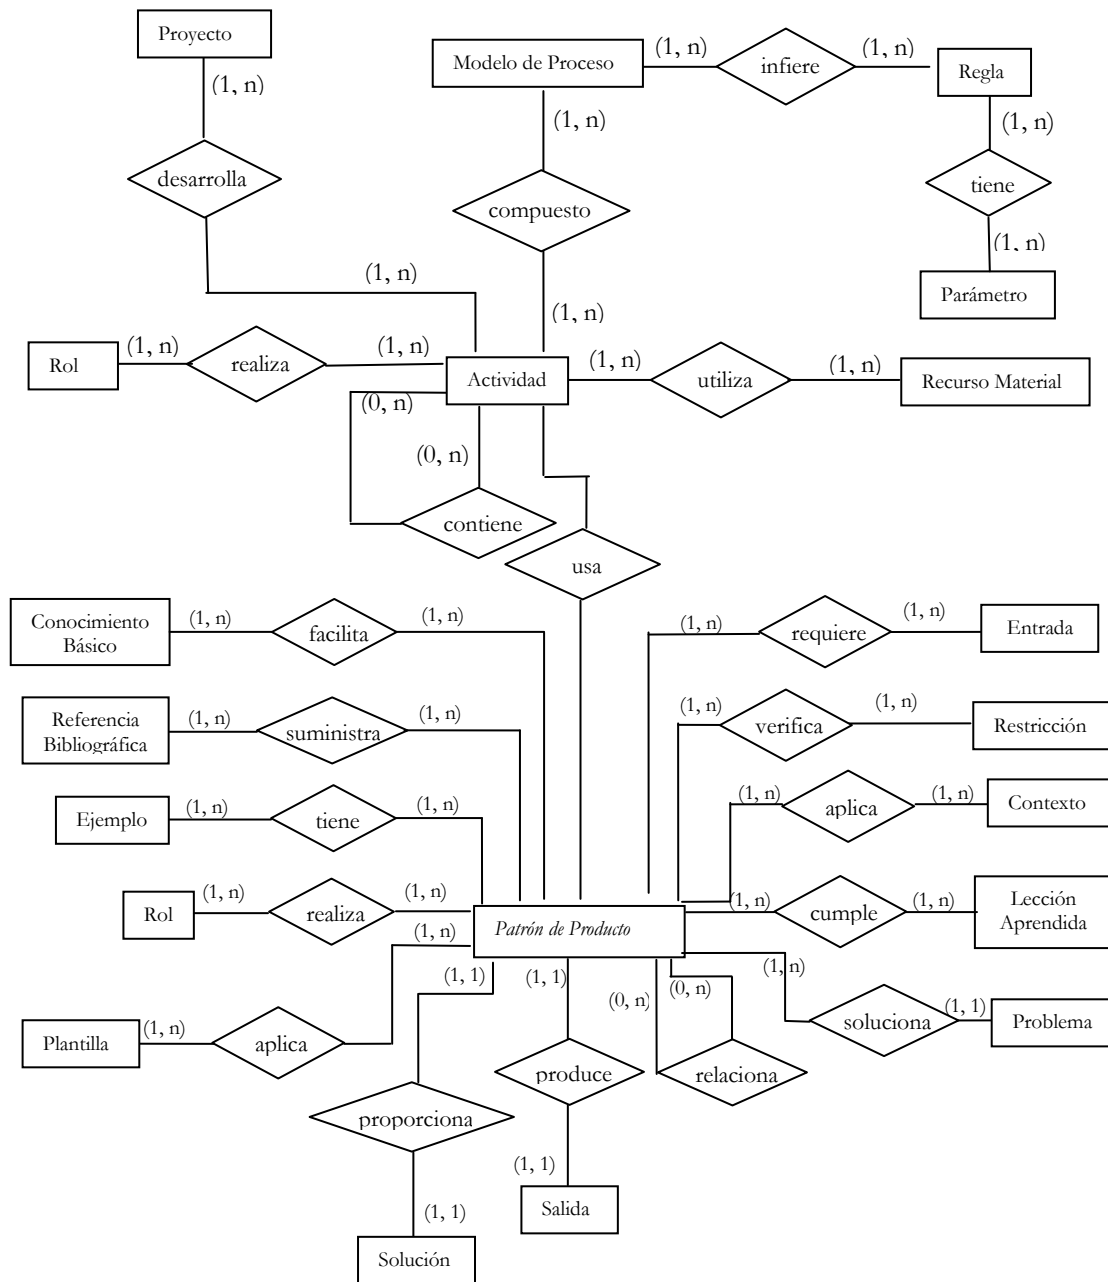 Proyecto
(1, n)
desarrolla
(1, n)
Modelo de Proceso
(1, n)
infiere
(1, n)
Regla
(1, n)
tiene
(1, n)
Parámetro
(1, n)
compuesto
(1, n)
Rol
(1, n)
realiza
(1, n)
Actividad
(1, n)
utiliza
(1, n)
Recurso Material
(0, n)
(0, n)
contiene
usa
Conocimiento
Básico
(1, n)
facilita
(1, n)
(1, n)
requiere
(1, n)
Entrada
Referencia
Bibliográfica
(1, n)
suministra
(1, n)
(1, n)
verifica
(1, n)
Restricción
Ejemplo
(1, n)
tiene
(1, n)
(1, n)
aplica
(1, n)
Contexto
Rol
(1, n)
realiza
(1, n)
Patrón de Producto
(1, n)
cumple
(1, n)
Lección
Aprendida
Plantilla
(1, n)
aplica
(1, n)
(1, n)
soluciona
(1, 1)
Problema
(1, 1)
proporciona
(1, 1)
Solución
(1, 1)
produce
(1, 1)
Salida
(0, n)
(0, n)
relaciona